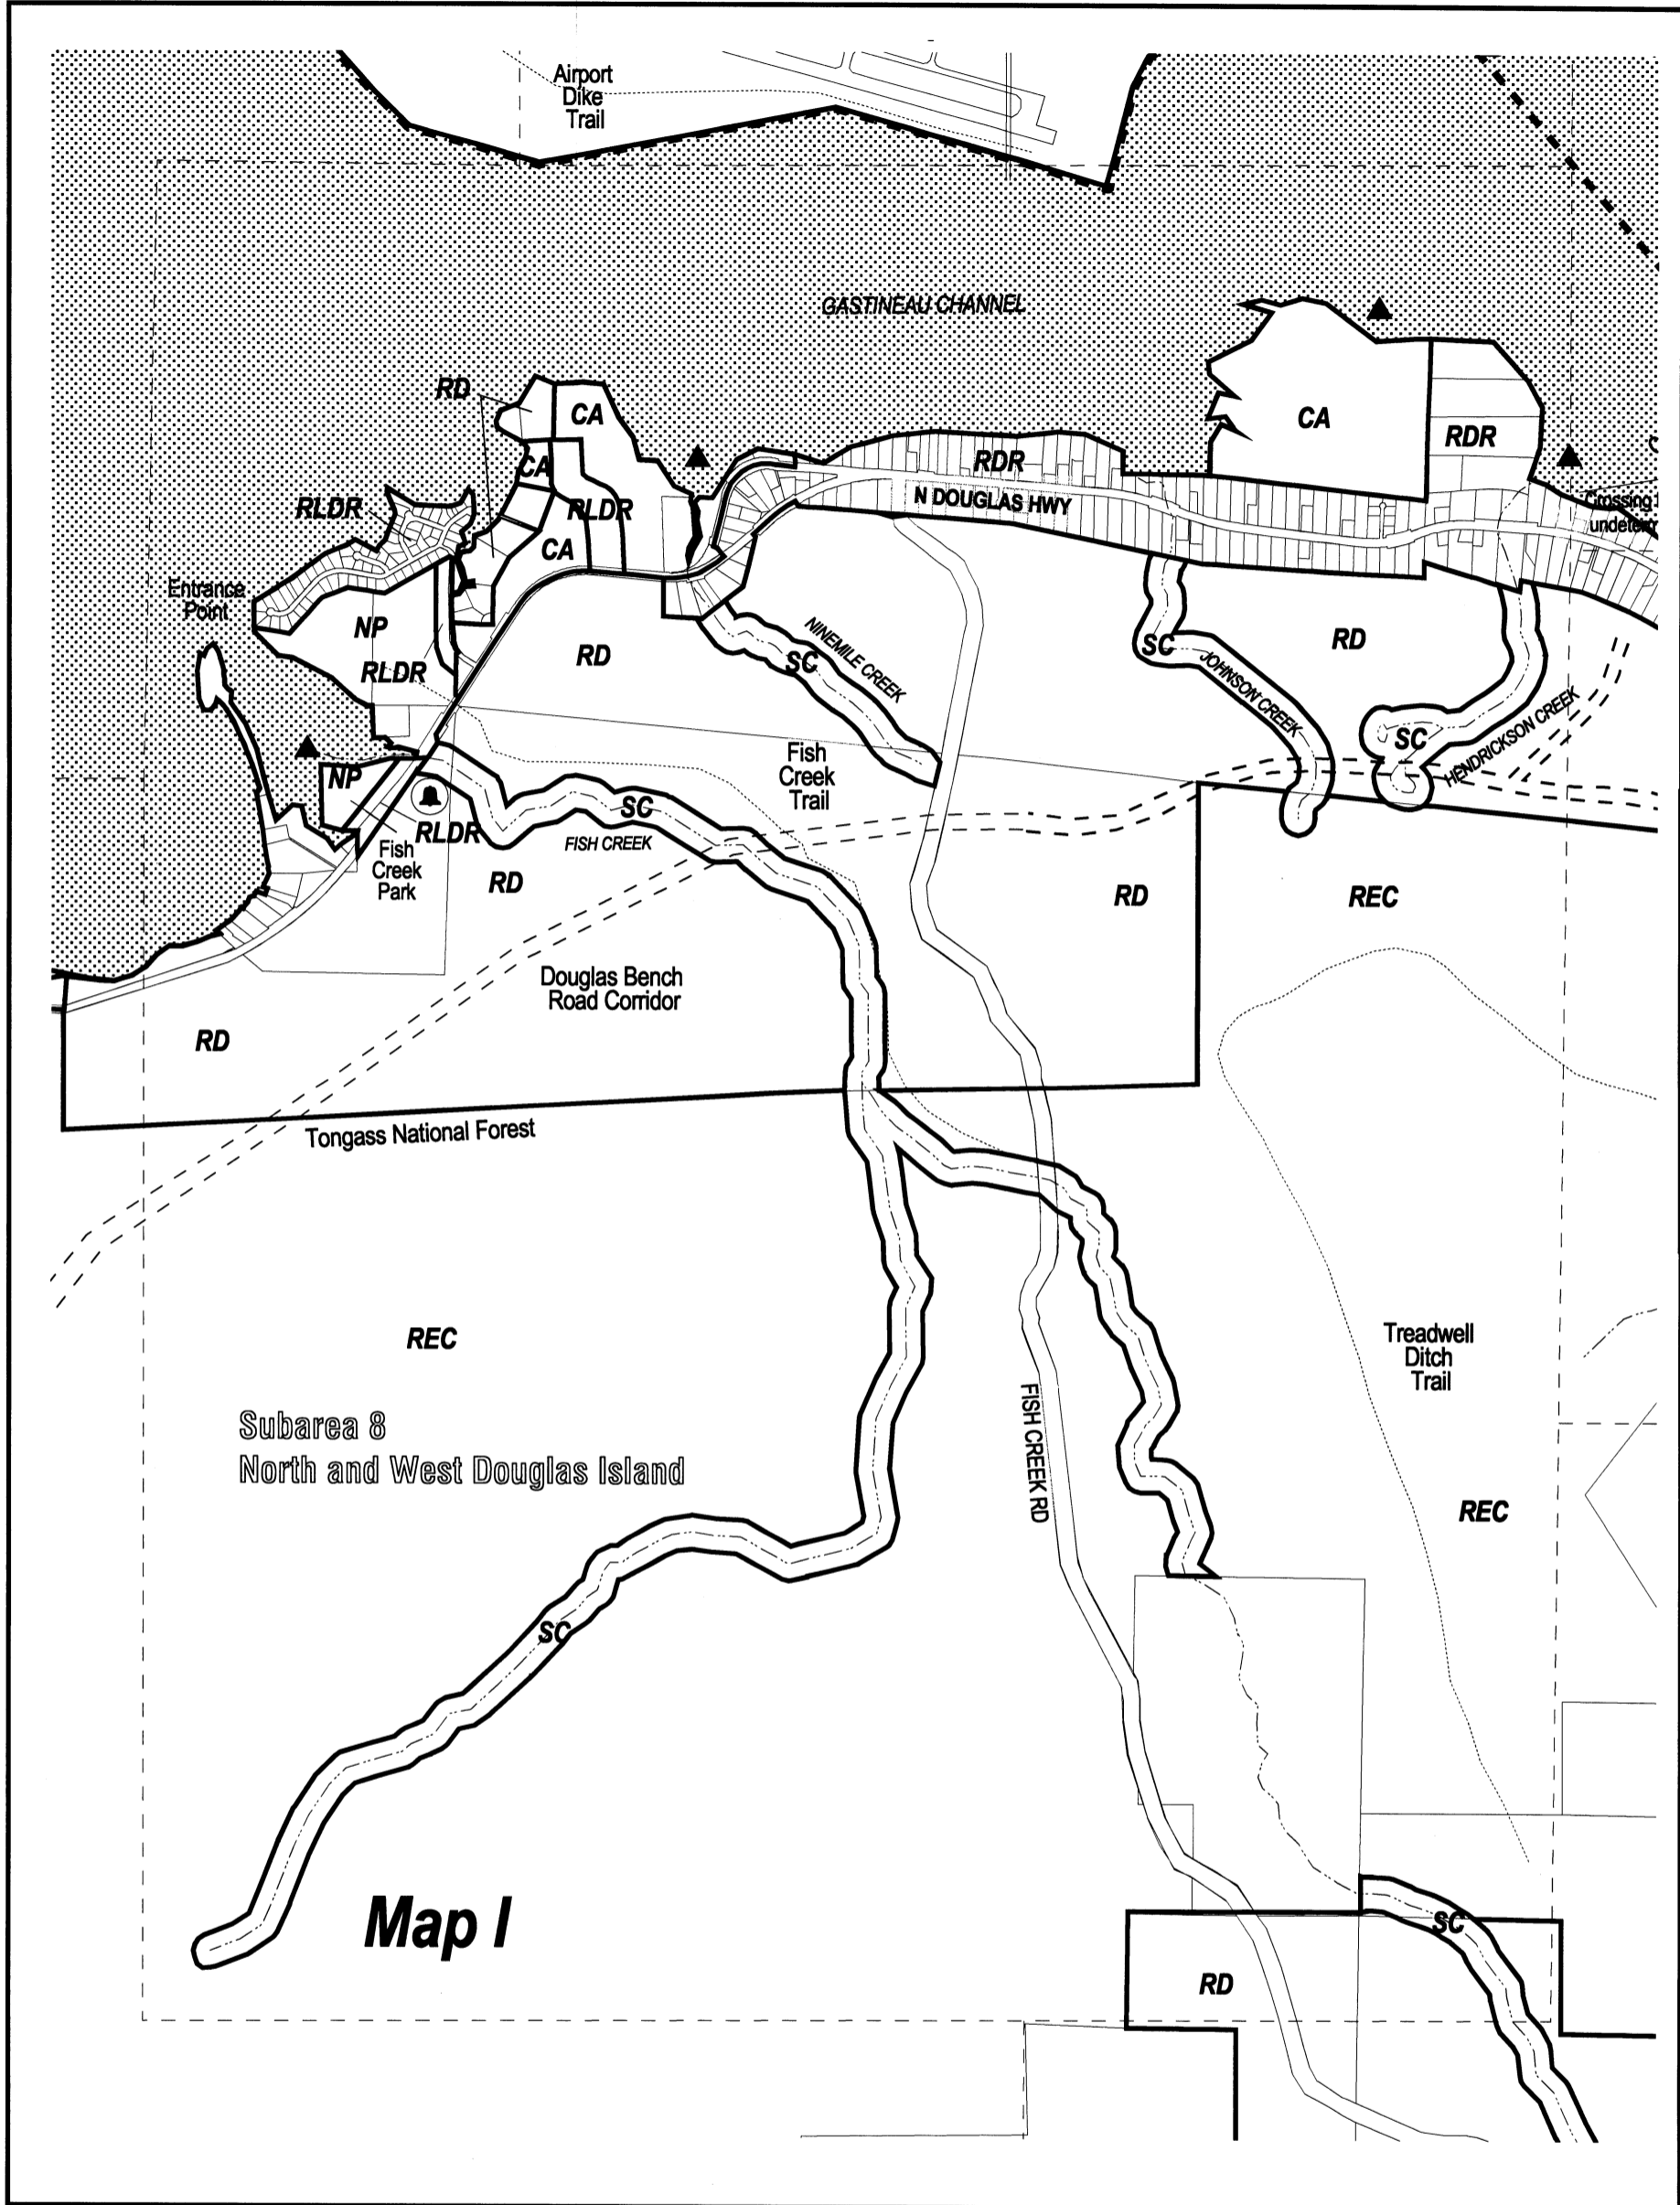 Airport
Dike
Trail
GASTINEAU CHANNEL
RD
CA
CA
RDR
CA
RDR
N DOUGLAS HWY
RLDR
RLDR
CA
Crossing
Entrance
Point
NP
RLDR
RD
NINEMILE CREEK
SC
SC
JOHNSON CREEK
RD
SC
HENDRICKSON CREEK
NP
RLDR
Fish
Creek
Park
SC
FISH CREEK
Fish
Creek
Trail
RD
RD
REC
Douglas Bench
Road Corridor
RD
Tongass National Forest
REC
Treadwell
Ditch
Trail
Subarea 8
North and West Douglas Island
FISH CREEK RD
REC
SC
Map I
SC
RD